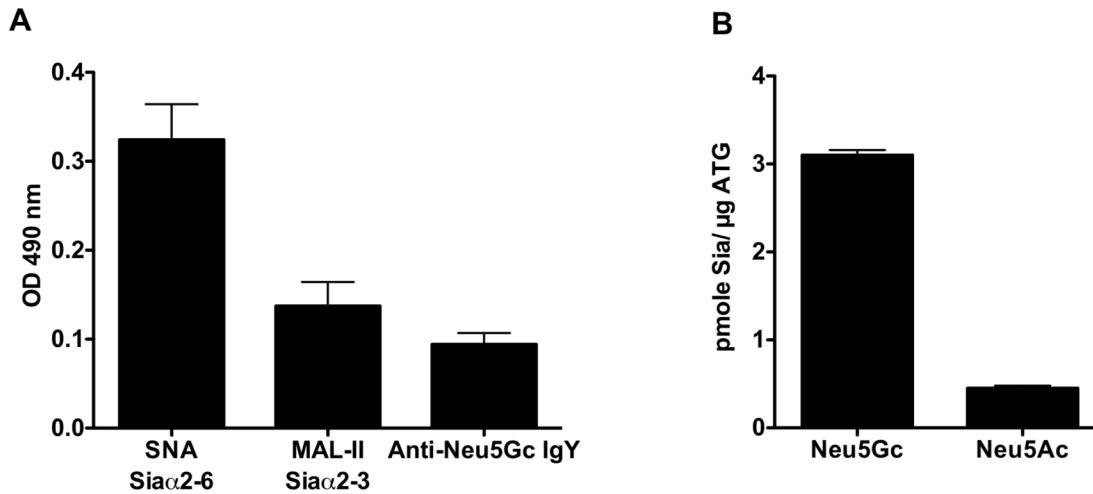 A
OD 490 nm
0.4
0.3
0.2
0.1
0.0
SNA
Siaα2-6
MAL-II
Siaα2-3
Anti-Neu5Gc IgY
B
pmole Sia/ µg ATG
4
3
2
1
0
Neu5Gc
Neu5Ac